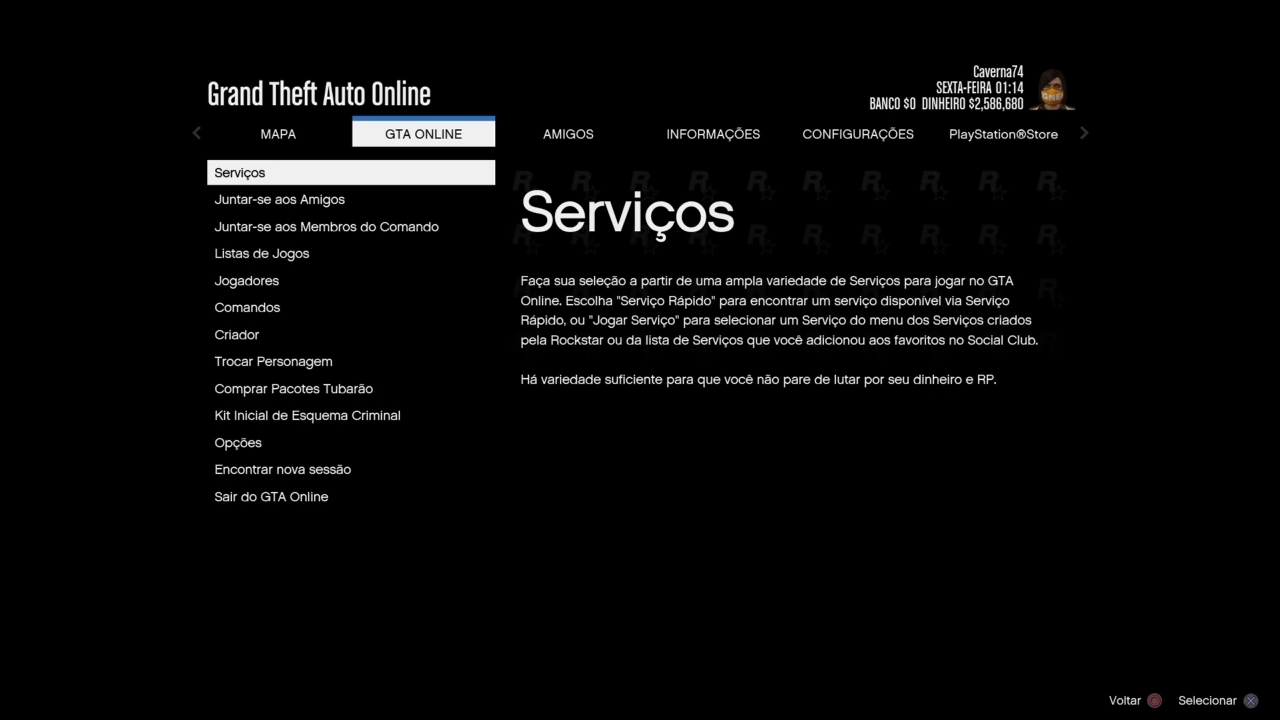 Caverna74
Grand Theft Auto Online
SEXTA-FEIRA 01:14
BANCO $0 DINHEIRO $2,586,680
MAPA
GTA ONLINE
AMIGOS
INFORMAÇÕES
CONFIGURAÇÕES
PlayStation®Store
Serviços
Juntar-se aos Amigos
Juntar-se aos Membros do Comando
Listas de Jogos
Jogadores
Comandos
Criador
Trocar Personagem
Comprar Pacotes Tubarão
Kit Inicial de Esquema Criminal
Opções
Encontrar nova sessão
Sair do GTA Online
Serviços
Faça sua seleção a partir de uma ampla variedade de Serviços para jogar no GTA
Online. Escolha "Serviço Rápido" para encontrar um serviço disponível via Serviço
Rápido, ou "Jogar Serviço" para selecionar um Serviço do menu dos Serviços criados
pela Rockstar ou da lista de Serviços que você adicionou aos favoritos no Social Club.
Há variedade suficiente para que você não pare de lutar por seu dinheiro e RP.
Voltar
Selecionar